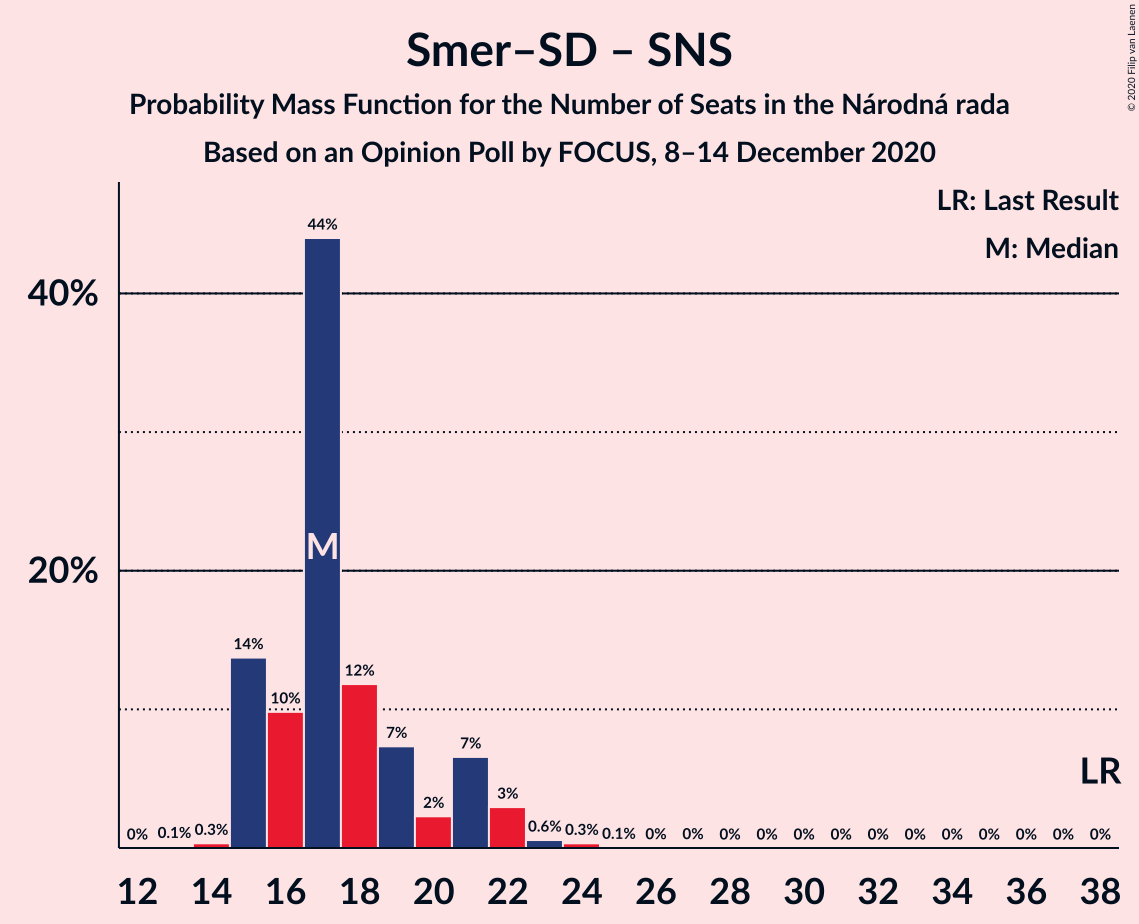 Smer–SD – SNS
Probability Mass Function for the Number of Seats in the Národná rada
Based on an Opinion Poll by FOCUS, 8–14 December 2020
© 2020 Filip van Laenen
LR: Last Result
M: Median
40%
20%
44%
M
14%
10%
12%
7%
2%
7%
3%
LR
0% 0.1% 0.3% 0.6% 0.3% 0.1% 0% 0% 0% 0% 0% 0% 0% 0% 0% 0% 0% 0% 0%
12 14 16 18 20 22 24 26 28 30 32 34 36 38